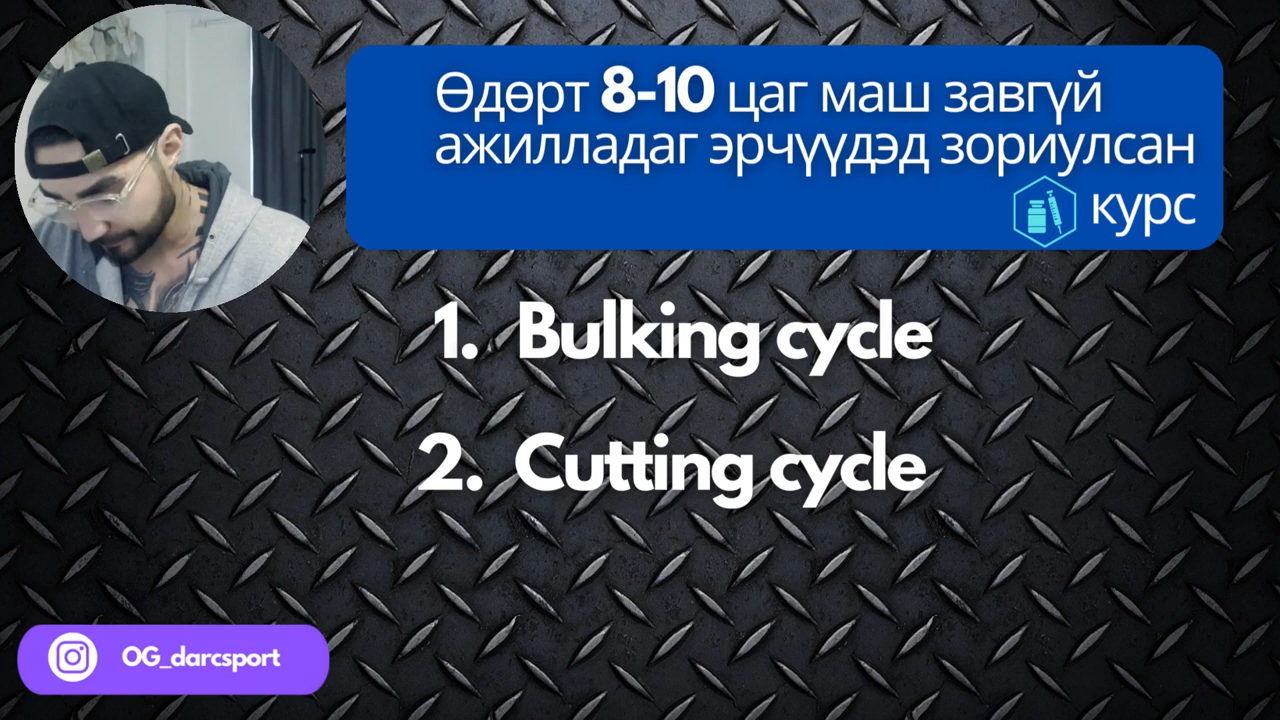 Өдөрт 8-10 цаг маш завгүй
ажилладаг эрчүүдэд зориулсан
курс
1. Bulking cycle
2. Cutting cycle
OG_darcsport